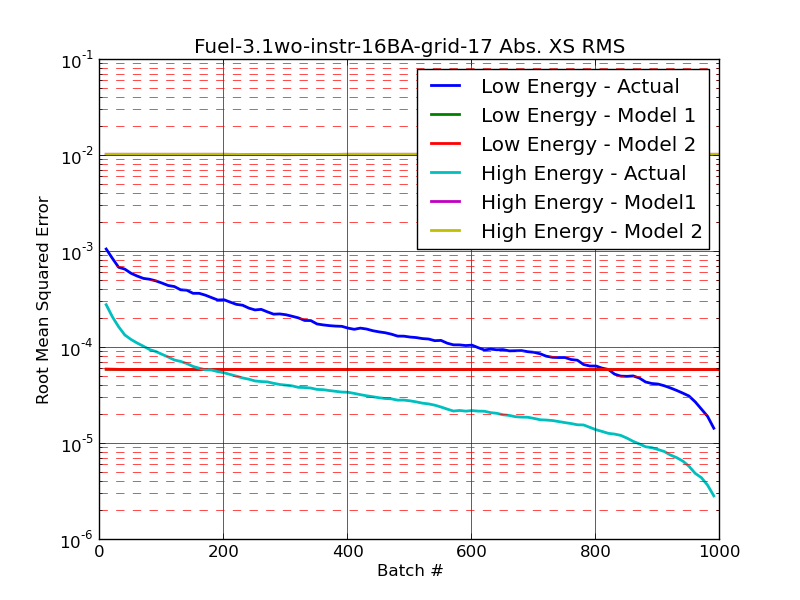 Fuel-3.1wo-instr-16BA-grid-17 Abs. XS RMS
10^-1
10^-2
10^-3
10^-4
10^-5
10^-6
Root Mean Squared Error
Low Energy - Actual
Low Energy - Model 1
Low Energy - Model 2
High Energy - Actual
High Energy - Model1
High Energy - Model 2
0 200 400 600 800 1000
Batch #